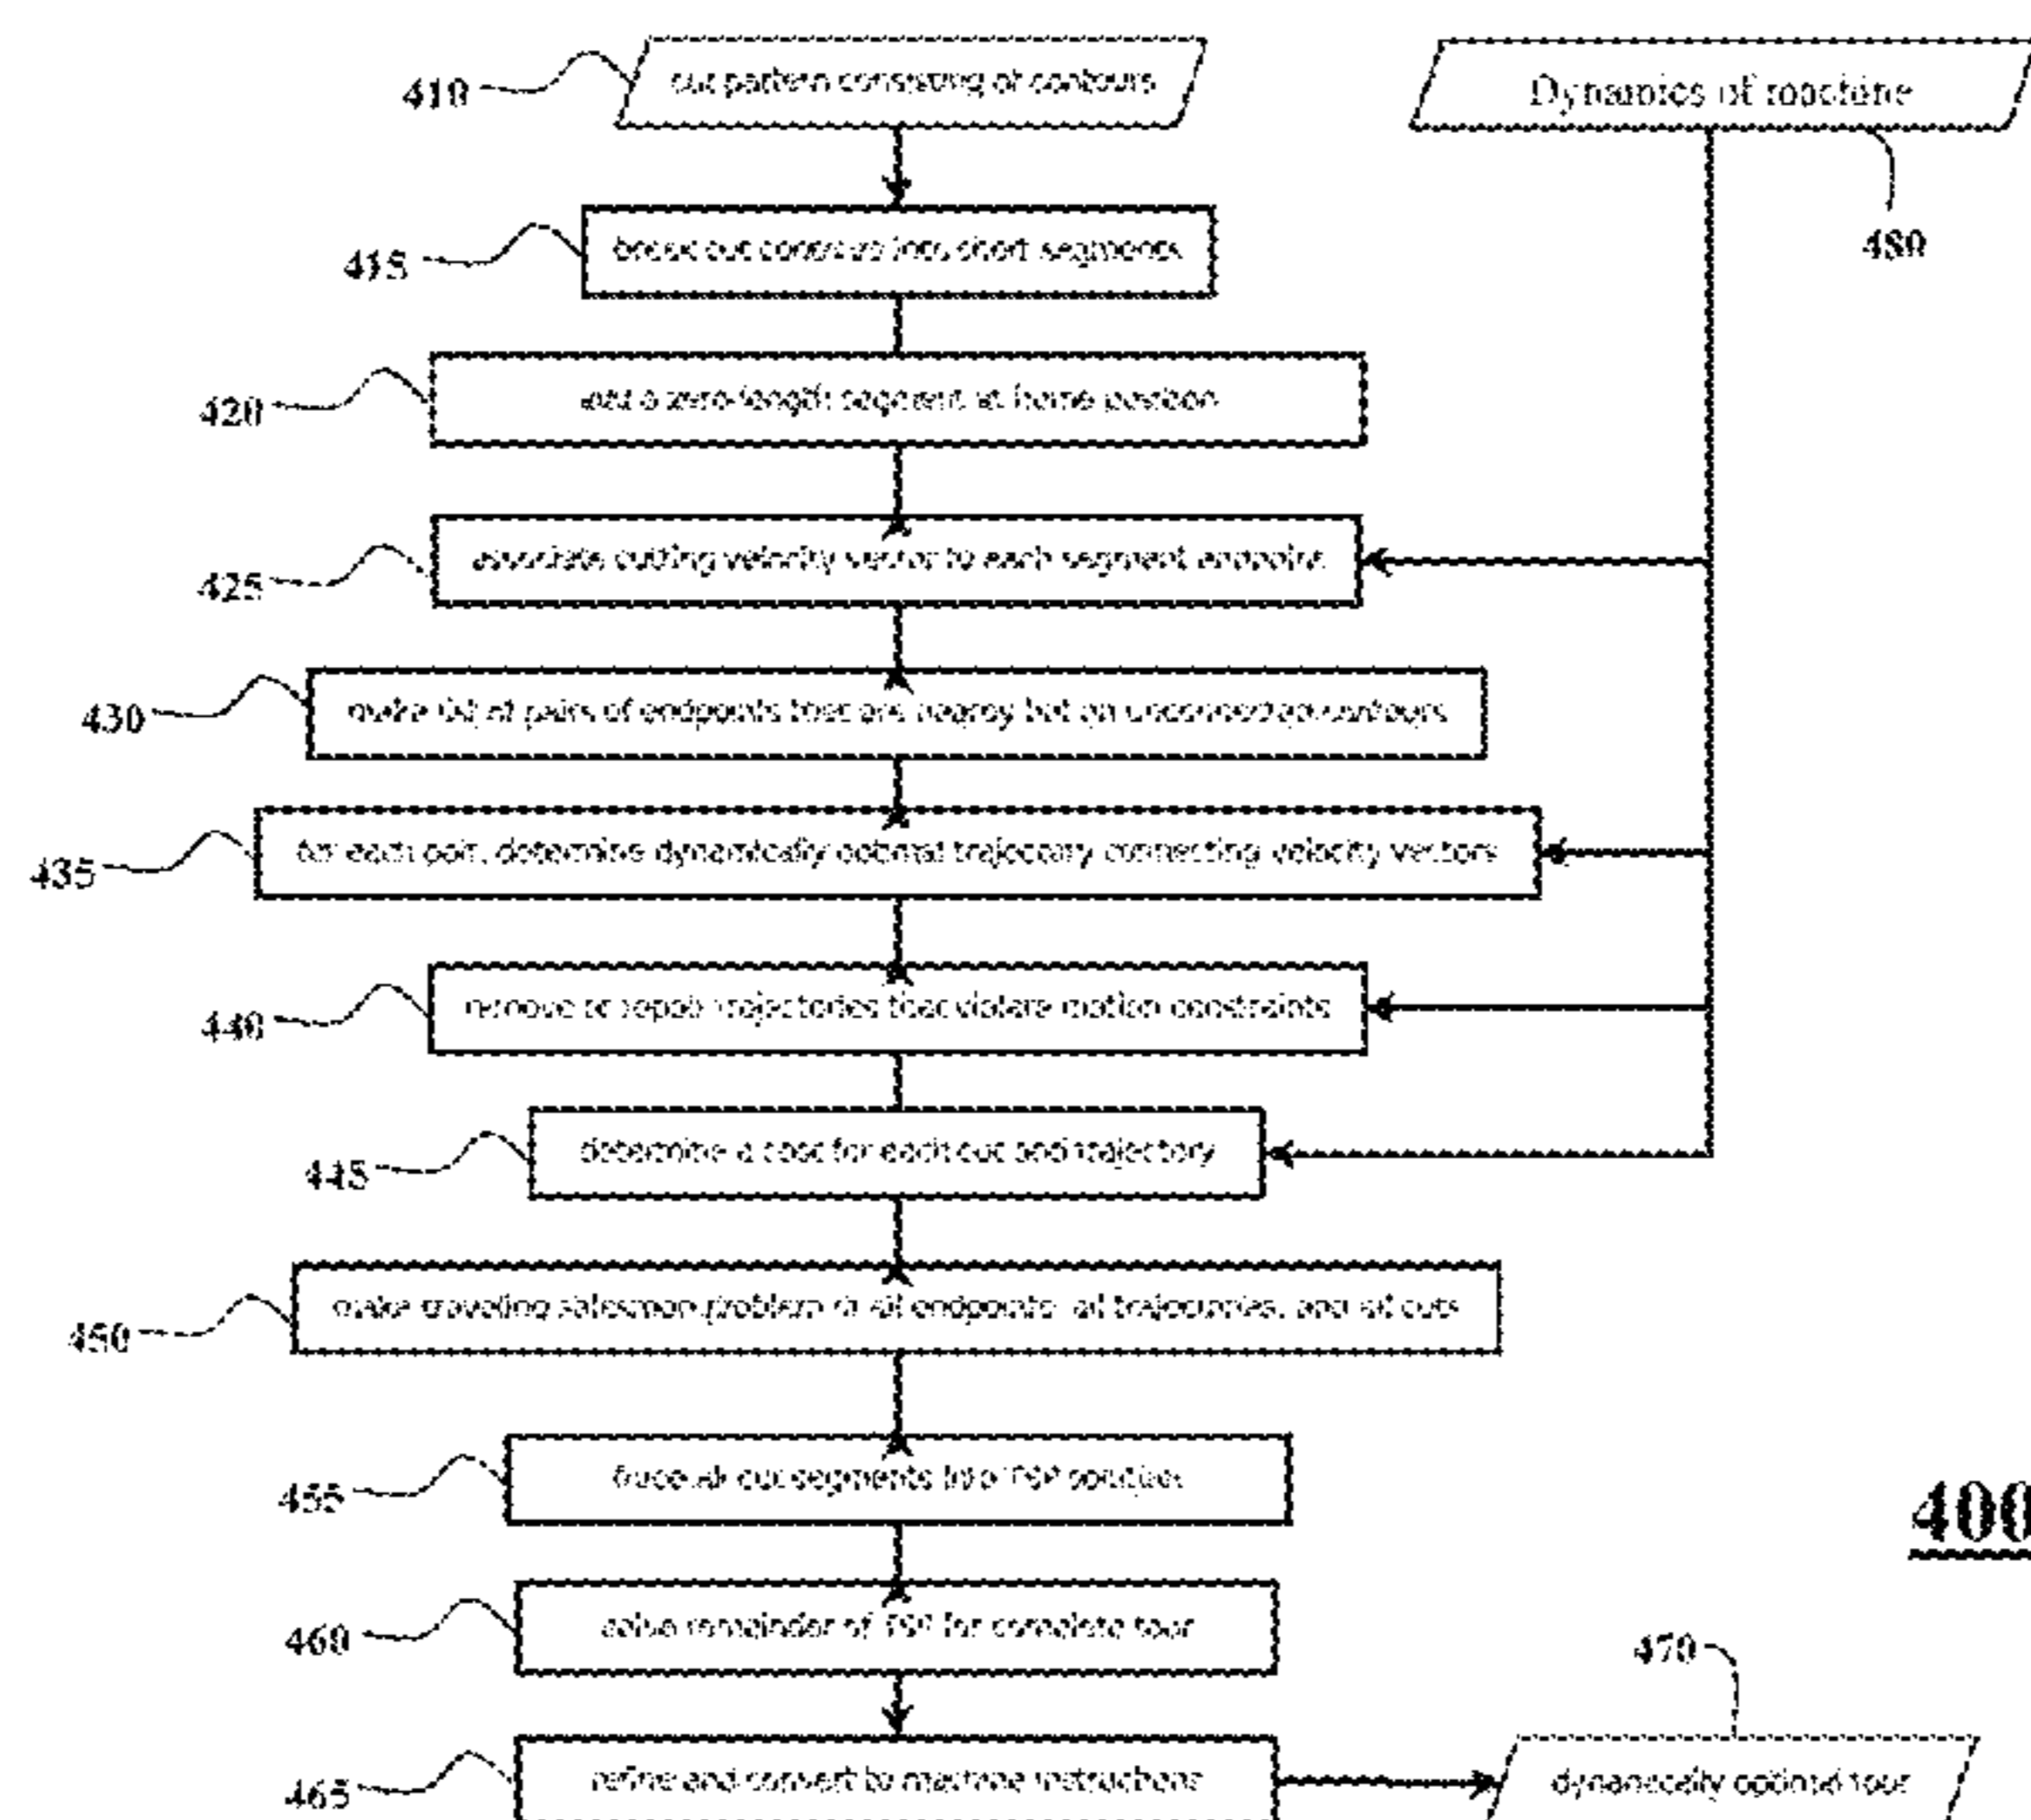 410
cut pattern consisting of contours
Dynamics of machine
480
415
break cut contours into short segments
420
add a zero-length segment at home position
425
associate cutting velocity vector to each segment endpoint
430
make list of pairs of endpoints that are nearby but on unconnected contours
435
for each pair, determine dynamically optimal trajectory connecting velocity vectors
440
remove or repair trajectories that violate motion constraints
445
determine a cost for each cut and trajectory
450
make traveling salesman problem all endpoints all trajectories, and all cuts
455
force all cut segments into TSP solution
460
solve remainder of TSP for complete tour
400
470
465
refine and convert to machine instructions
dynamically optimal tour